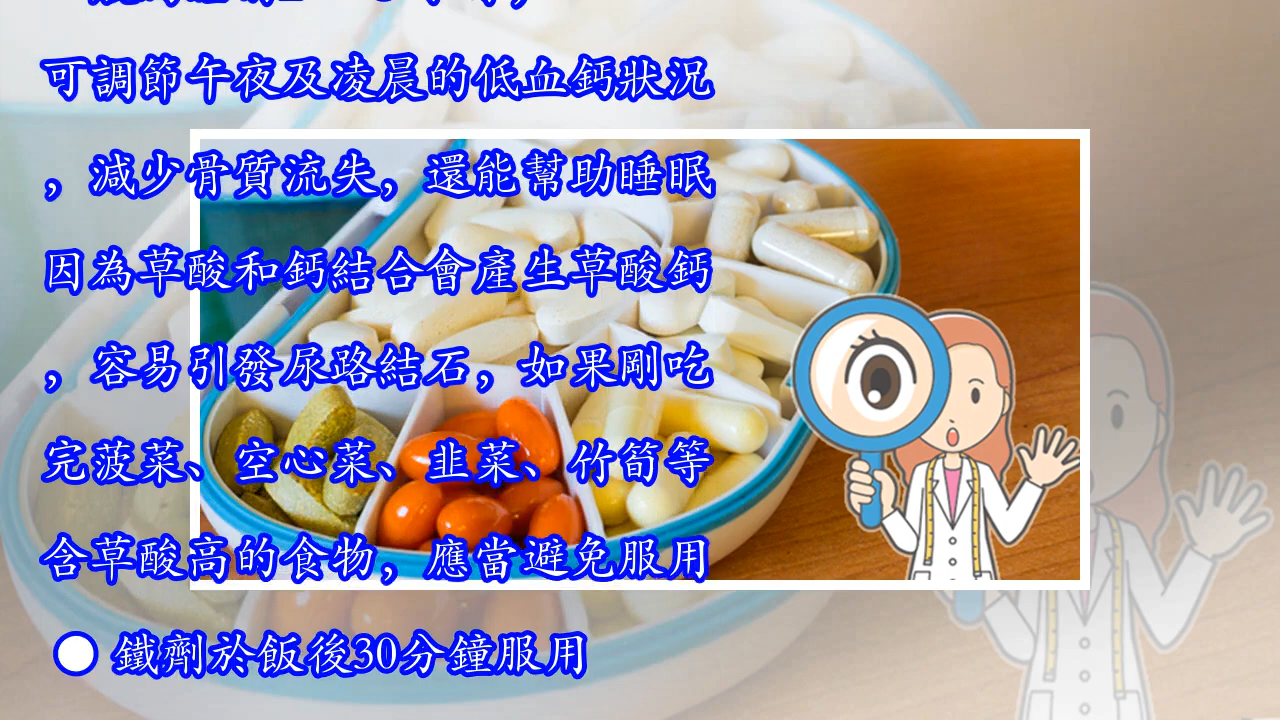 可調節午夜及凌晨的低血鈣狀況
，減少骨質流失，還能幫助睡眠
因為草酸和鈣結合會產生草酸鈣
，容易引發尿路結石，如果剛吃
完菠菜、空心菜、韭菜、竹筍等
含草酸高的食物，應當避免服用
● 鐵劑於飯後30分鐘服用